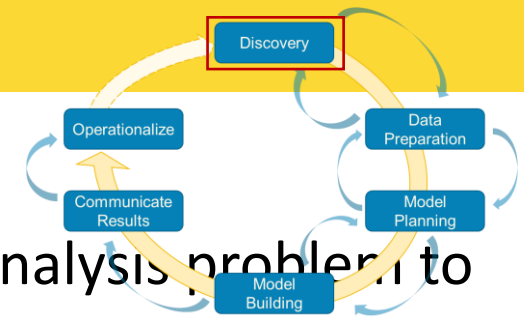 Discovery
Operationalize
Data
Preparation
Communicate
Results
Model
Planning
nalysis problem to
Model
Building